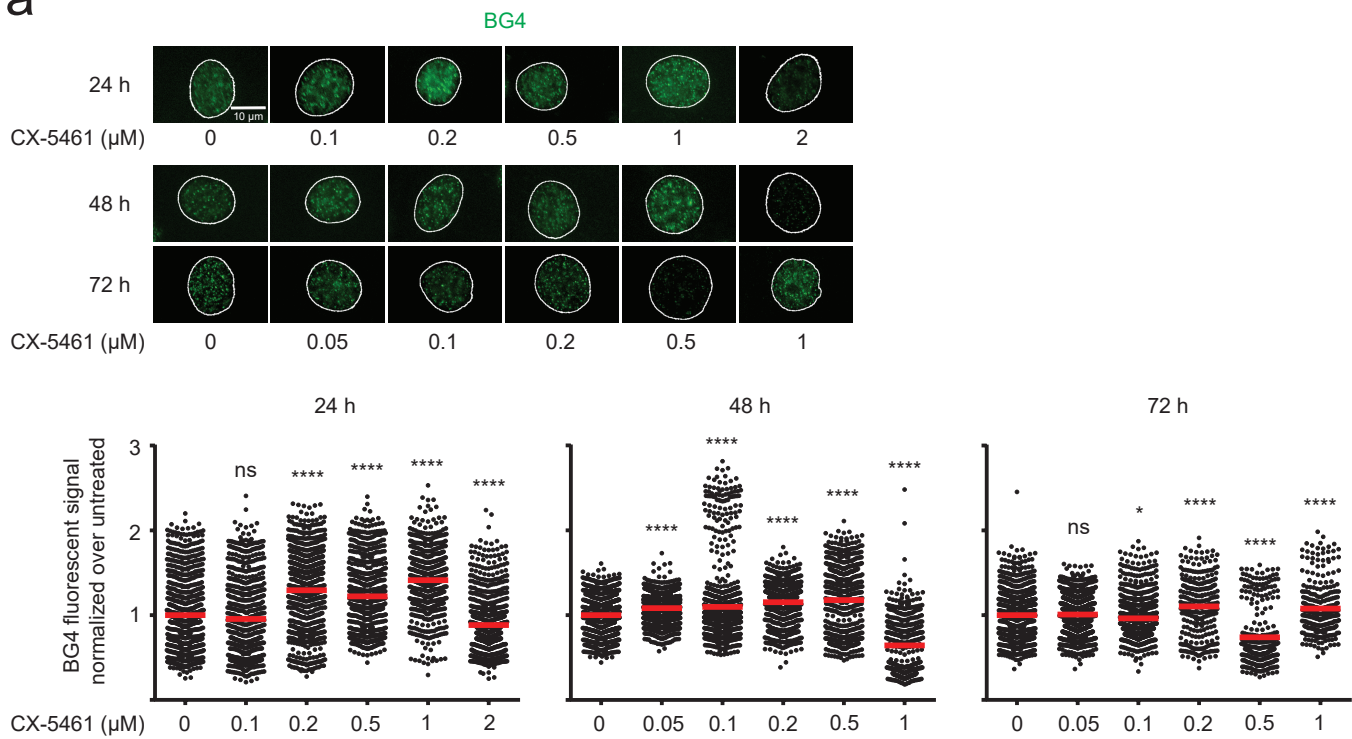 a
BG4
24 h
10 µm
CX-5461 (µM) 0 0.1 0.2 0.5 1 2
48 h
72 h
CX-5461 (µM) 0 0.05 0.1 0.2 0.5 1
24 h 48 h 72 h
BG4 fluorescent signal
normalized over untreated
3
2
1
ns **** **** **** ****
**** **** **** **** ****
ns * **** **** ****
CX-5461 (µM) 0 0.1 0.2 0.5 1 2 0 0.05 0.1 0.2 0.5 1 0 0.05 0.1 0.2 0.5 1